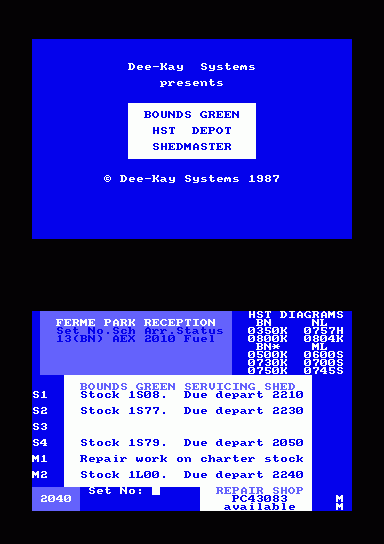 Dee-Kay Systems
presents
BOUNDS GREEN
HST DEPOT
SHEDMASTER
© Dee-Kay Systems 1987
HST DIAGRAMS
FERME PARK RECEPTION
BN NL
Set No.Sch Arr.Status
0350K 0757H
13(BN) AEX 2010 Fuel
0800K 0804K
BN* ML
0500K 0600S
0730K 0700S
0750K 0745S
BOUNDS GREEN SERVICING SHED
S1 Stock 1S08. Due depart 2210
S2 Stock 1S77. Due depart 2230
S3
S4 Stock 1S79. Due depart 2050
M1 Repair work on charter stock
M2 Stock 1L00. Due depart 2240
Set No:
REPAIR SHOP
2040
PC43083 M
available M